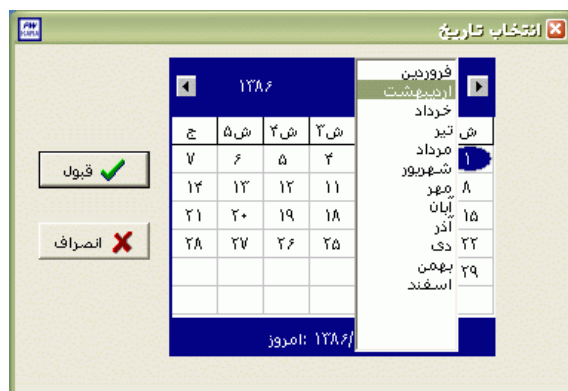 انتخاب تاریخ
۱۳۸۶
فروردین
اردیبهشت
خرداد
تیر
مرداد
شهریور
مهر
آبان
آذر
دی
بهمن
اسفند
ش ش۳ ش۴ ش۵ ج
۱ ۴ ۵ ۶ ۷
۸ ۱۱ ۱۲ ۱۳ ۱۴
۱۵ ۱۸ ۱۹ ۲۰ ۲۱
۲۲ ۲۵ ۲۶ ۲۷ ۲۸
۲۹
امروز: ۱۳۸۶/
قبول
انصراف